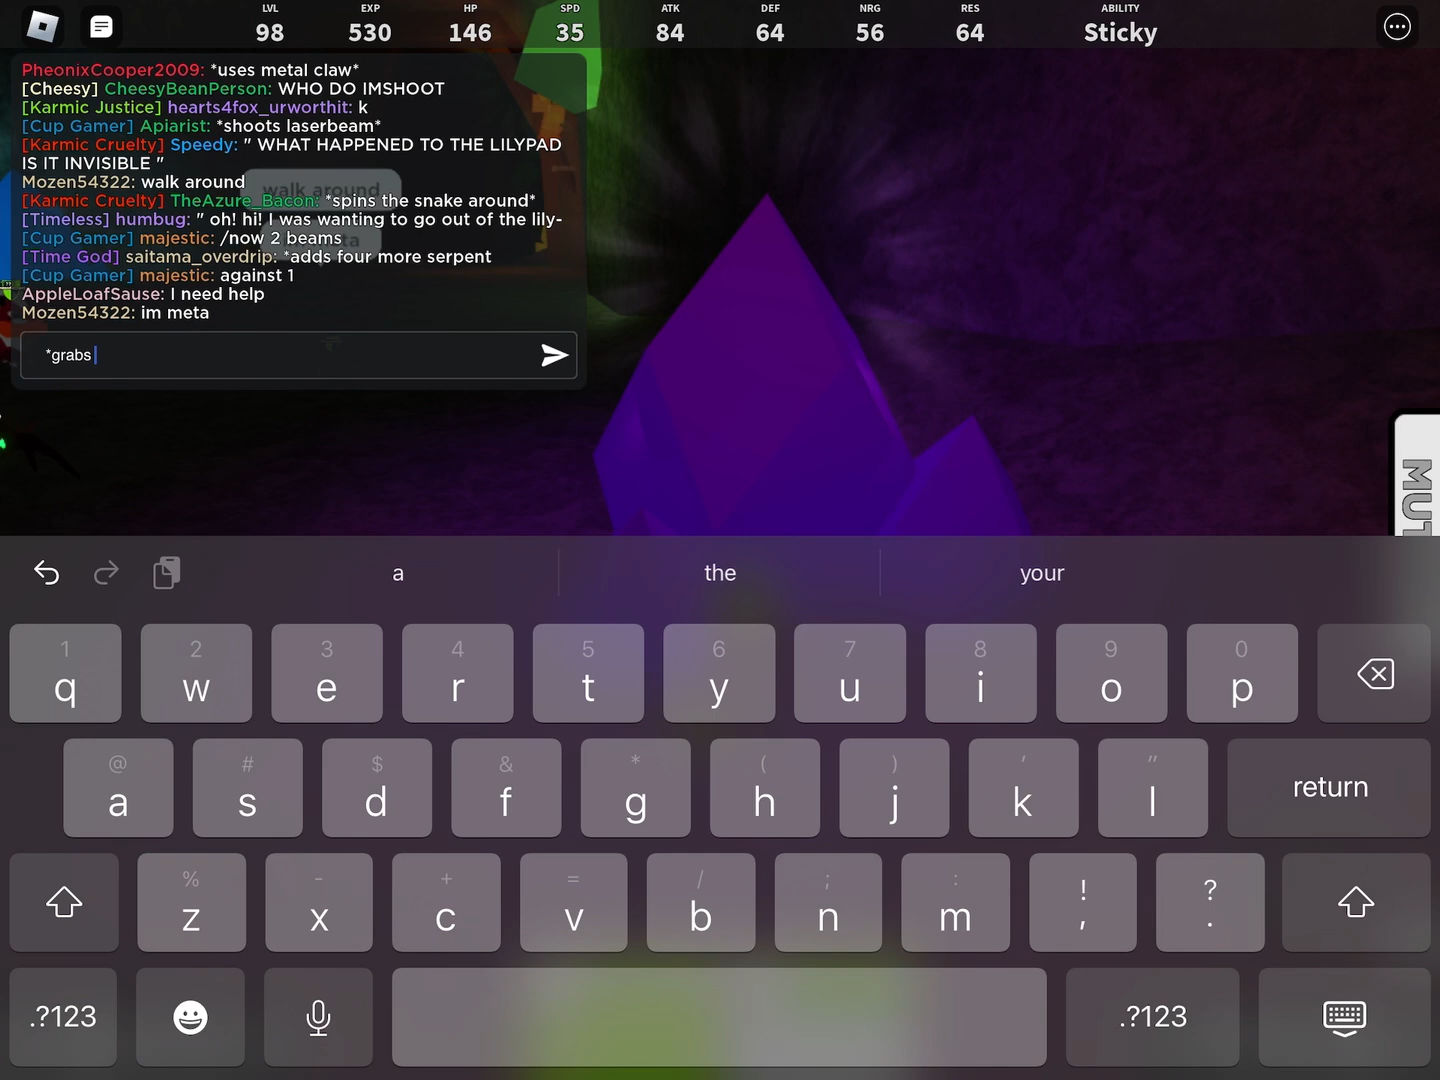 LVL EXP HP SPD ATK DEF NRG RES ABILITY
98 530 146 35 84 64 56 64 Sticky
PheonixCooper2009: *uses metal claw*
[Cheesy] CheesyBeanPerson: WHO DO IMSHOOT
[Karmic Justice] hearts4fox_urworthit: k
[Cup Gamer] Apiarist: *shoots laserbeam*
[Karmic Cruelty] Speedy: " WHAT HAPPENED TO THE LILYPAD
IS IT INVISIBLE "
Mozen54322: walk around
walk around
[Karmic Cruelty] TheAzure_Bacon: *spins the snake around*
[Timeless] humbug: " oh! hi! I was wanting to go out of the lily-
[Cup Gamer] majestic: /now 2 beams
[Time God] saitama_overdrip: *adds four more serpent
[Cup Gamer] majestic: against 1
AppleLoafSause: I need help
Mozen54322: im meta
*grabs
a the your
1 2 3 4 5 6 7 8 9 0
q w e r t y u i o p
@ # $ & * ( ) ' "
a s d f g h j k l return
% - + = / ; : ! ?
z x c v b n m , .
.?123 .?123